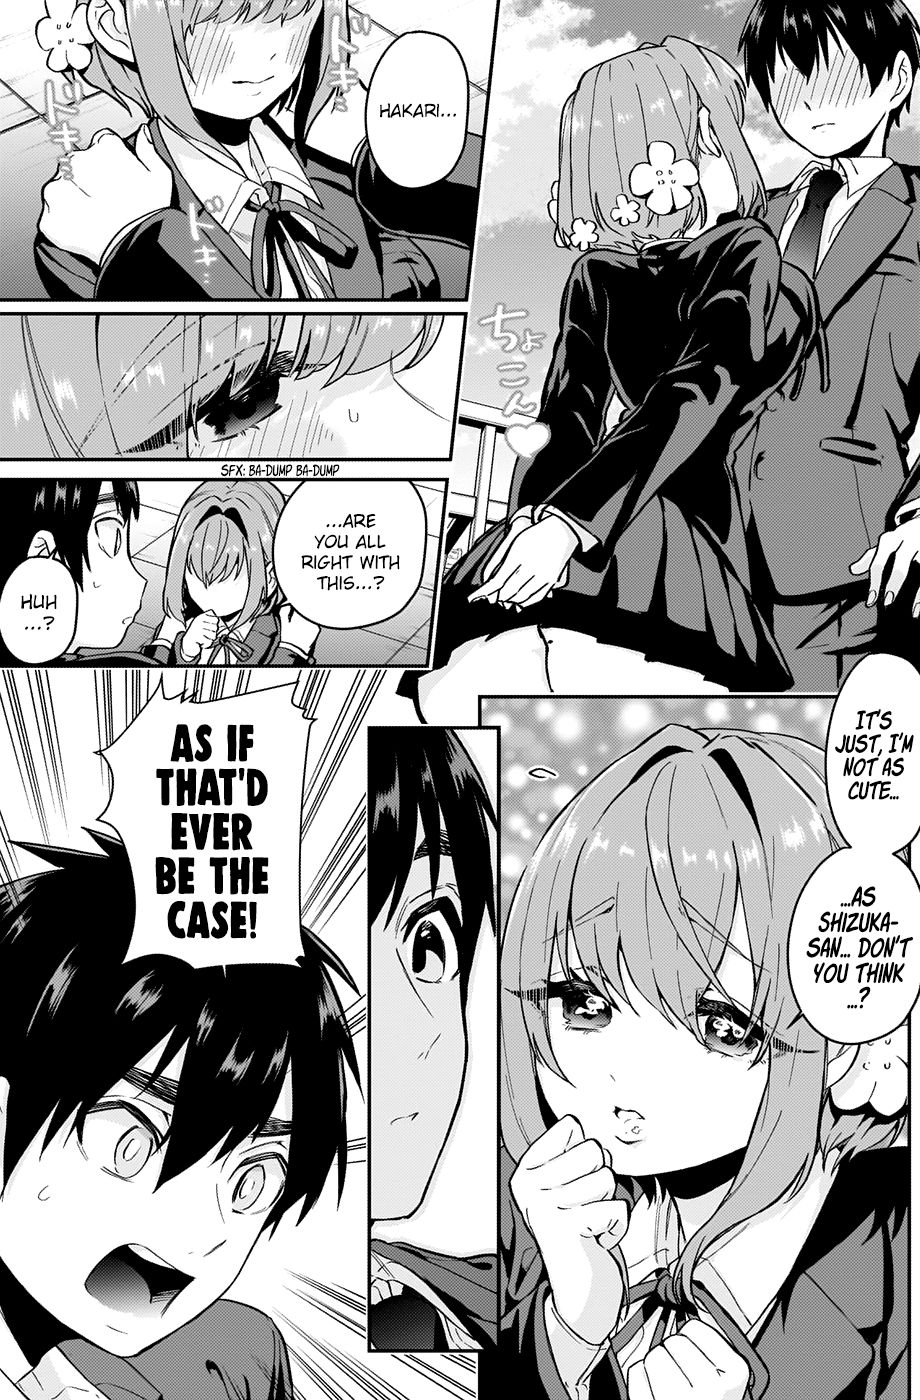 ちょこん♡
HAKARI...
ドキ
ドキ
ドキ...
SFX: BA-DUMP BA-DUMP
...ARE
YOU ALL
RIGHT WITH
THIS...?
HUH
...?
IT'S
JUST, I'M
NOT AS
CUTE...
...AS
SHIZUKA-
SAN... DON'T
YOU THINK
...?
AS IF
THAT'D
EVER
BE THE
CASE!